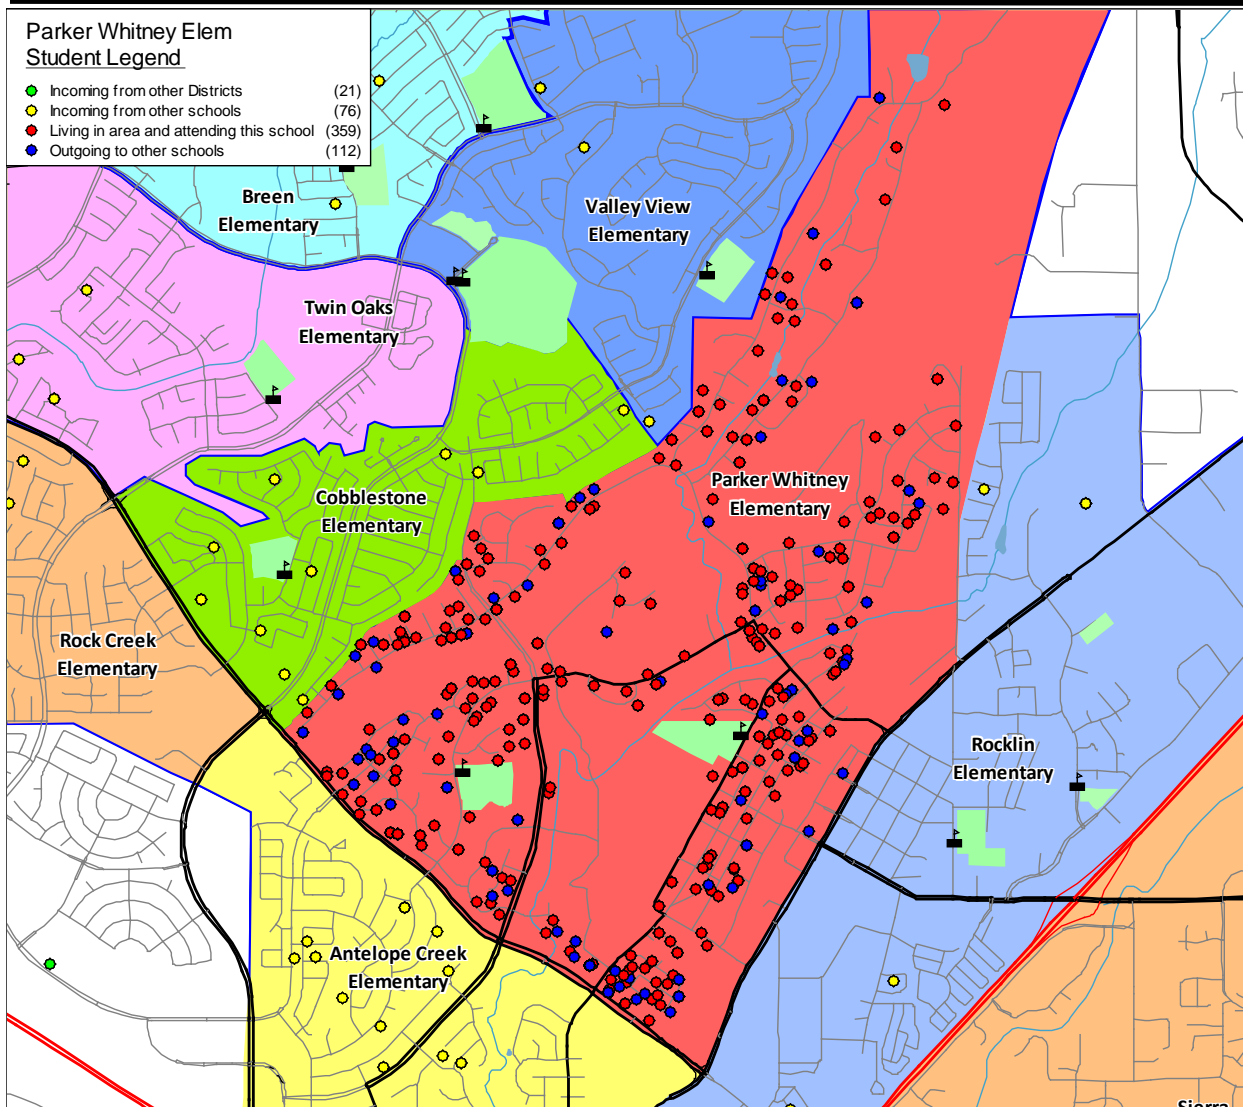 Parker Whitney Elem
Student Legend
Incoming from other Districts (21)
Incoming from other schools (76)
Living in area and attending this school (359)
Outgoing to other schools (112)
Breen
Elementary
Valley View
Elementary
Twin Oaks
Elementary
Parker Whitney
Elementary
Cobblestone
Elementary
Rock Creek
Elementary
Rocklin
Elementary
Antelope Creek
Elementary
Sierra